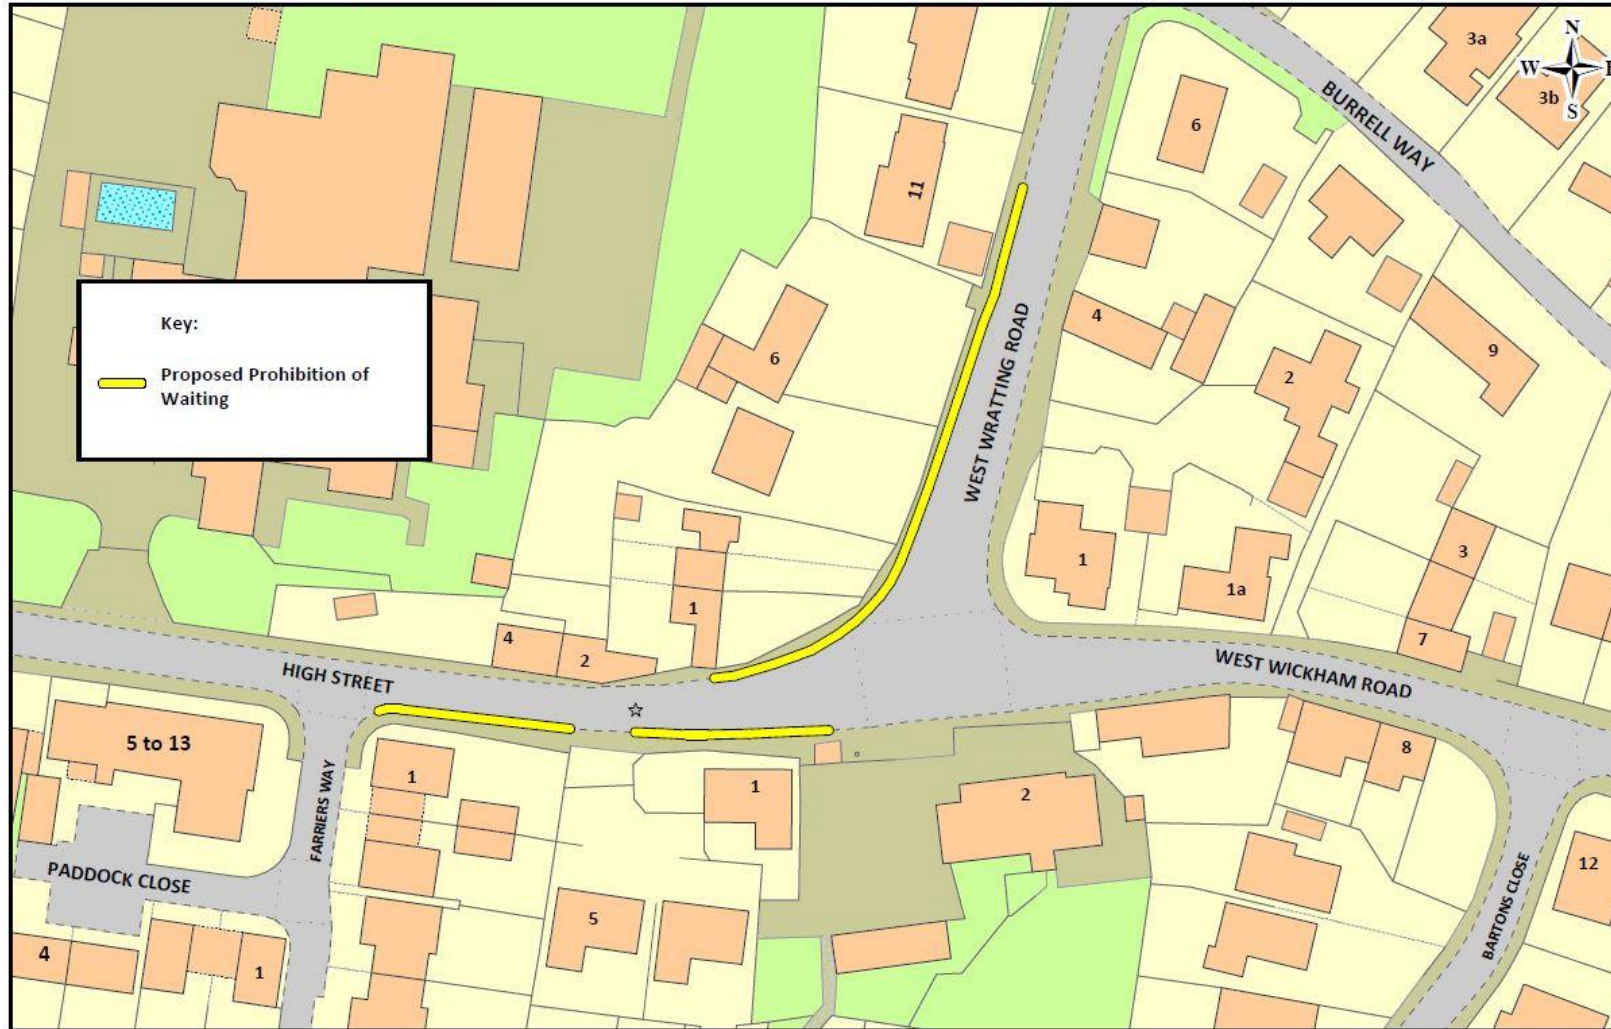 3a
N
W
E
S
3b
BURRELL WAY
6
11
4
9
2
6
Key:
Proposed Prohibition of
Waiting
WEST WRATTING ROAD
1
1a
3
7
1
4
2
HIGH STREET
WEST WICKHAM ROAD
5 to 13
1
1
2
8
FARRIERS WAY
PADDOCK CLOSE
5
4
1
12
BARTONS CLOSE